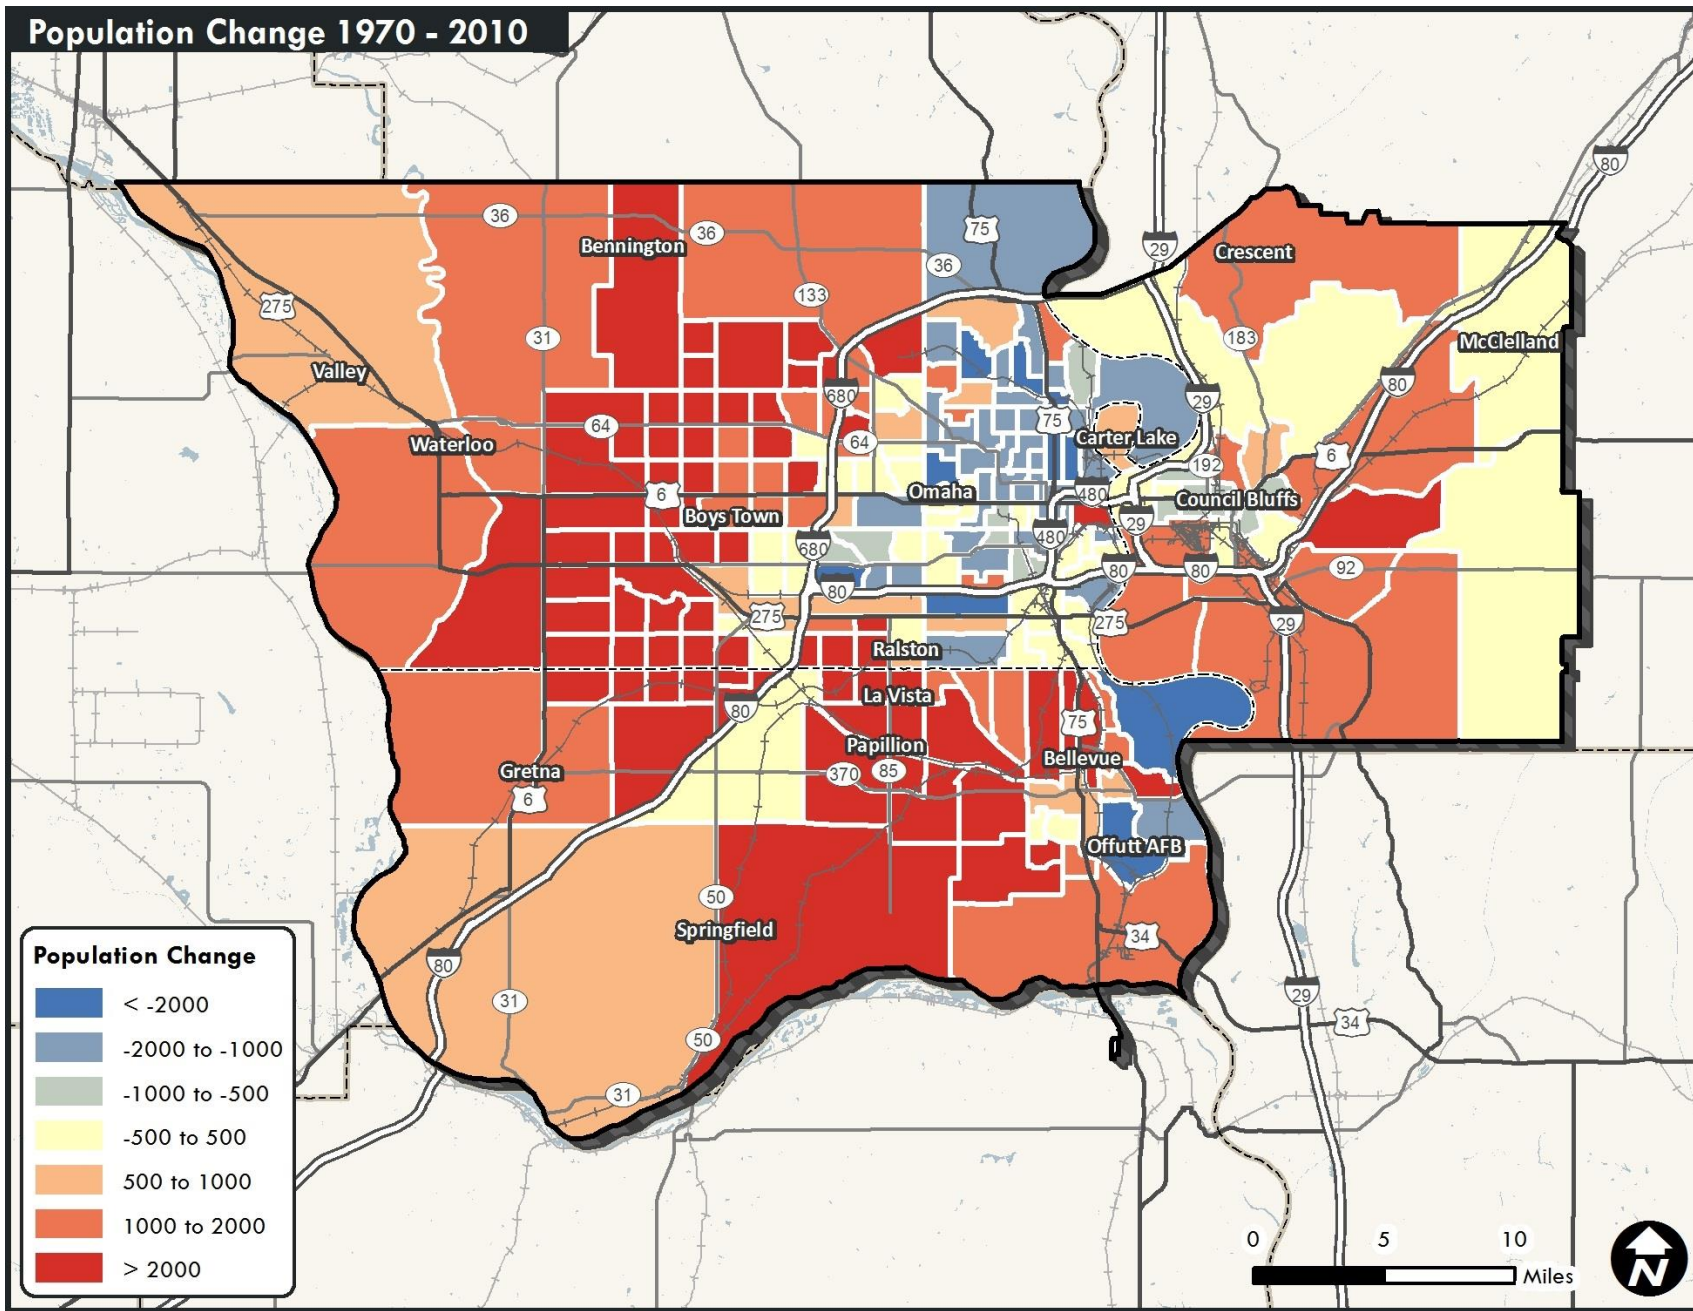 Population Change 1970 - 2010
80
36
Bennington
36
75
29
Crescent
36
275
133
31
183
McClelland
Valley
680
80
29
64
75
Waterloo
64
Carter Lake
6
192
6
Omaha
480
Council Bluffs
Boys Town
29
480
680
80
80
92
80
275
275
29
Ralston
La Vista
80
75
Papillion
Bellevue
Gretna
370
85
6
Offutt AFB
50
Springfield
34
80
29
31
34
50
31
Population Change
< -2000
-2000 to -1000
-1000 to -500
-500 to 500
500 to 1000
1000 to 2000
> 2000
0 5 10
Miles
N